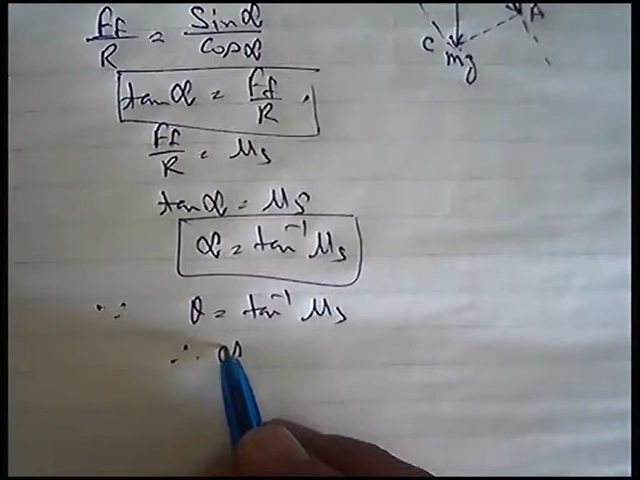 Ff/R = Sinα/Cosα
tanα = Ff/R .
Ff/R = μs
tanα = μs
α = tan⁻¹ μs
∵ θ = tan⁻¹ μs
∴ α
C
mg
A